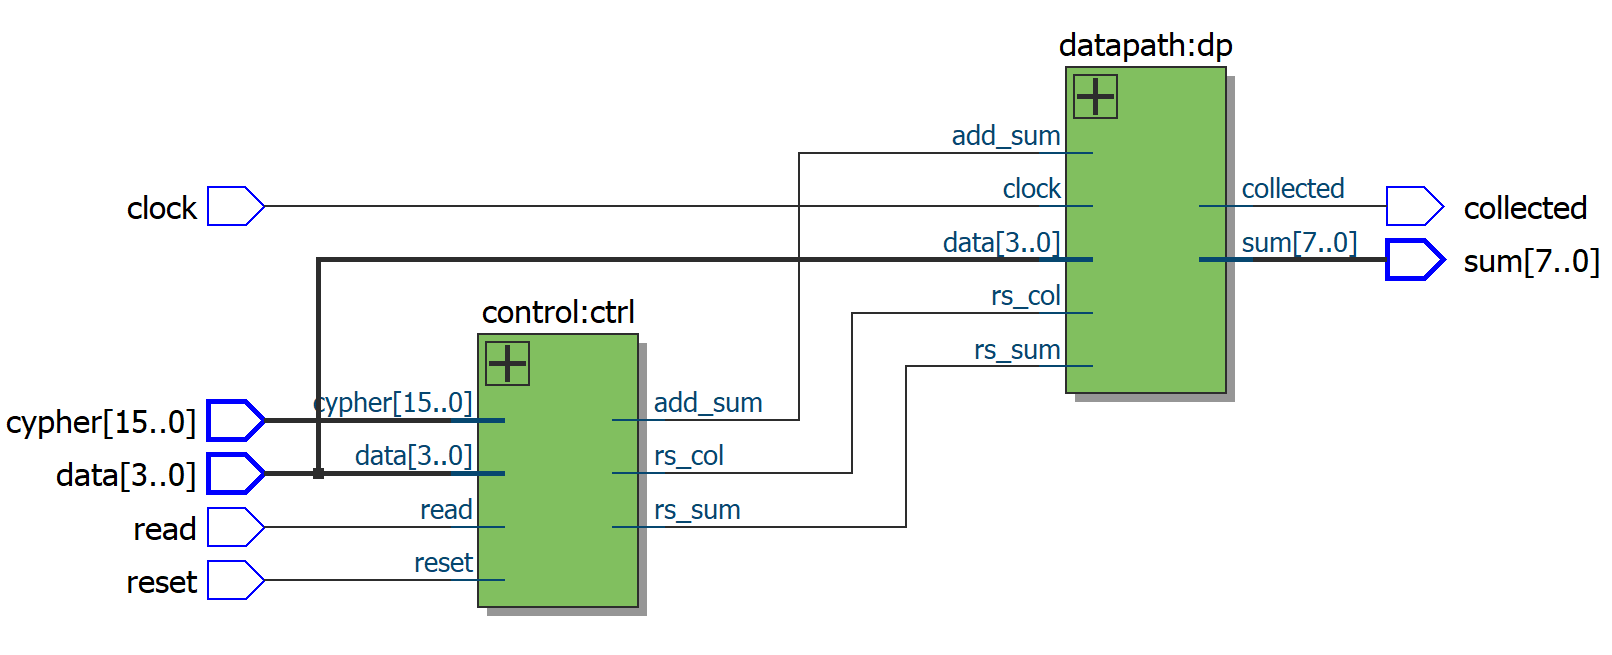 datapath:dp
add_sum
clock
clock
collected
collected
data[3..0]
sum[7..0]
sum[7..0]
rs_col
control:ctrl
rs_sum
cypher[15..0]
cypher[15..0]
add_sum
data[3..0]
data[3..0]
rs_col
read
read
rs_sum
reset
reset